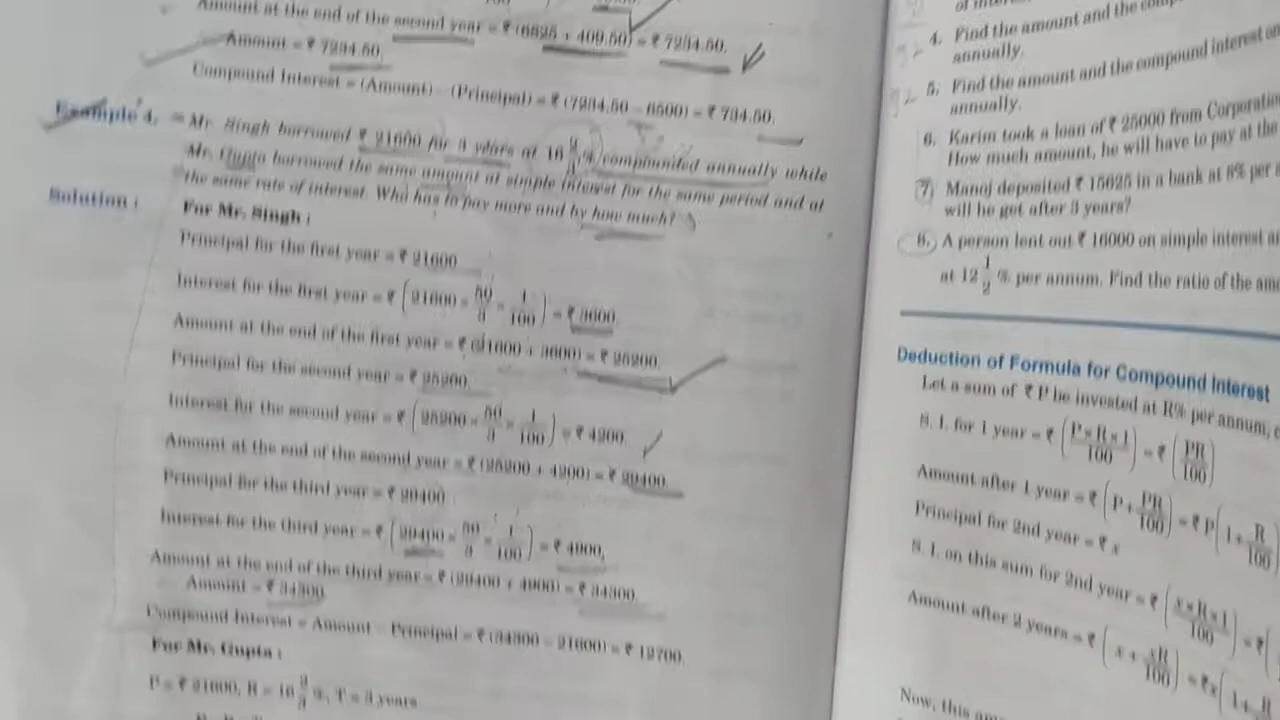 Amount at the end of the second year = ₹ (6825 + 409.50) = ₹ 7234.50.
Amount = ₹ 7234.50.
Compound Interest = (Amount) – (Principal) = ₹ (7234.50 – 6500) = ₹ 734.50.
Example 4. Mr. Singh borrowed ₹ 21600 for 3 years at 16 2/3 % compounded annually while
Mr. Gupta borrowed the same amount at simple interest for the same period and at
the same rate of interest. Who has to pay more and by how much?
Solution : For Mr. Singh :
Principal for the first year = ₹ 21600
Interest for the first year = ₹ (21600 × 50/3 × 1/100) = ₹ 3600
Amount at the end of the first year = ₹ (21600 + 3600) = ₹ 25200.
Principal for the second year = ₹ 25200.
Interest for the second year = ₹ (25200 × 50/3 × 1/100) = ₹ 4200.
Amount at the end of the second year = ₹ (25200 + 4200) = ₹ 29400.
Principal for the third year = ₹ 29400
Interest for the third year = ₹ (29400 × 50/3 × 1/100) = ₹ 4900,
Amount at the end of the third year = ₹ (29400 + 4900) = ₹ 34300.
Amount = ₹ 34300
Compound Interest = Amount – Principal = ₹ (34300 – 21600) = ₹ 12700.
For Mr. Gupta :
P = ₹ 21600, R = 16 2/3 %, T = 3 years
4. Find the amount and the
annually.
5. Find the amount and the compound interest on
annually.
6. Karim took a loan of ₹ 25000 from
How much amount, he will have to pay at the
7. Manoj deposited ₹ 15625 in a bank at 8% per
will he get after 3 years?
8. A person lent out ₹ 16000 on simple interest
at 12 1/2 % per annum. Find the ratio of the
Deduction of Formula for Compound Interest
Let a sum of ₹ P be invested at R% per annum,
S. I. for 1 year = ₹ (P × R × 1/100) = ₹ (PR/100)
Amount after 1 year = ₹ (P + PR/100) = ₹ P(1 + R/100)
Principal for 2nd year = ₹ x
S. I. on this sum for 2nd year = ₹ (x × R × 1/100) = ₹ (
Amount after 2 years = ₹ (x + xR/100) = ₹ x(1 + R
Now, this